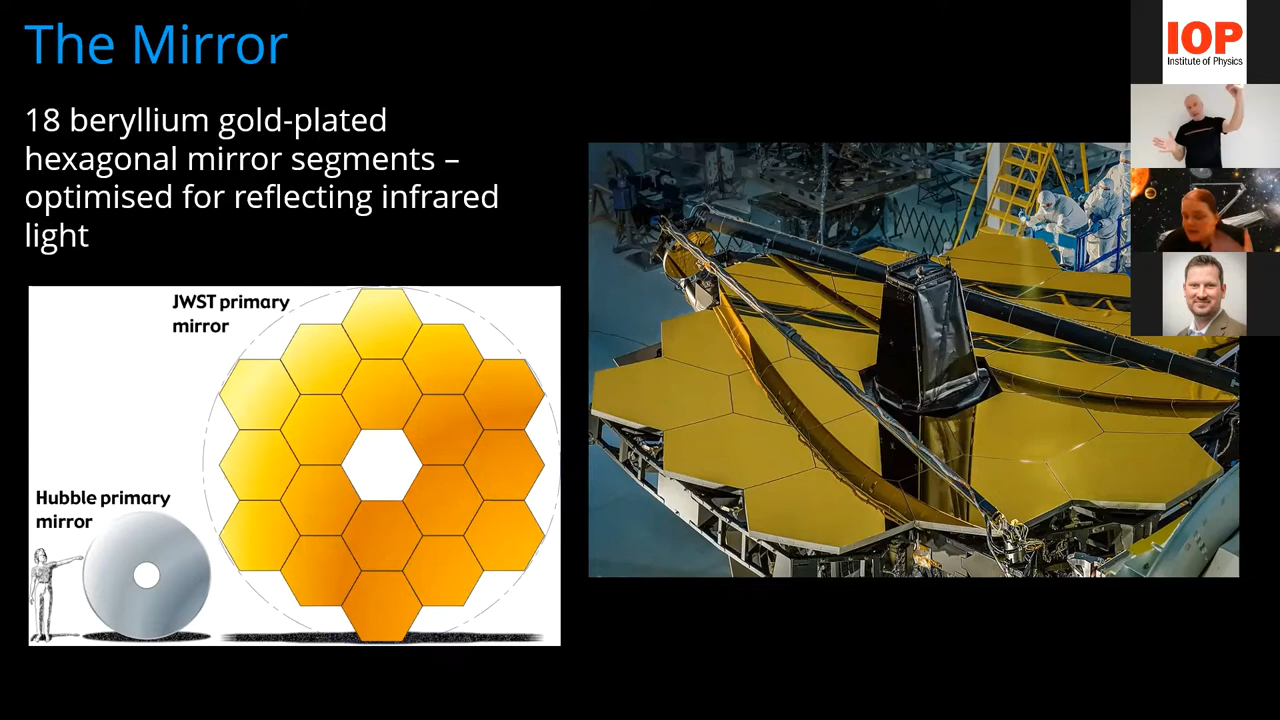 The Mirror
18 beryllium gold-plated
hexagonal mirror segments –
optimised for reflecting infrared
light
JWST primary
mirror
Hubble primary
mirror
IOP
Institute of Physics